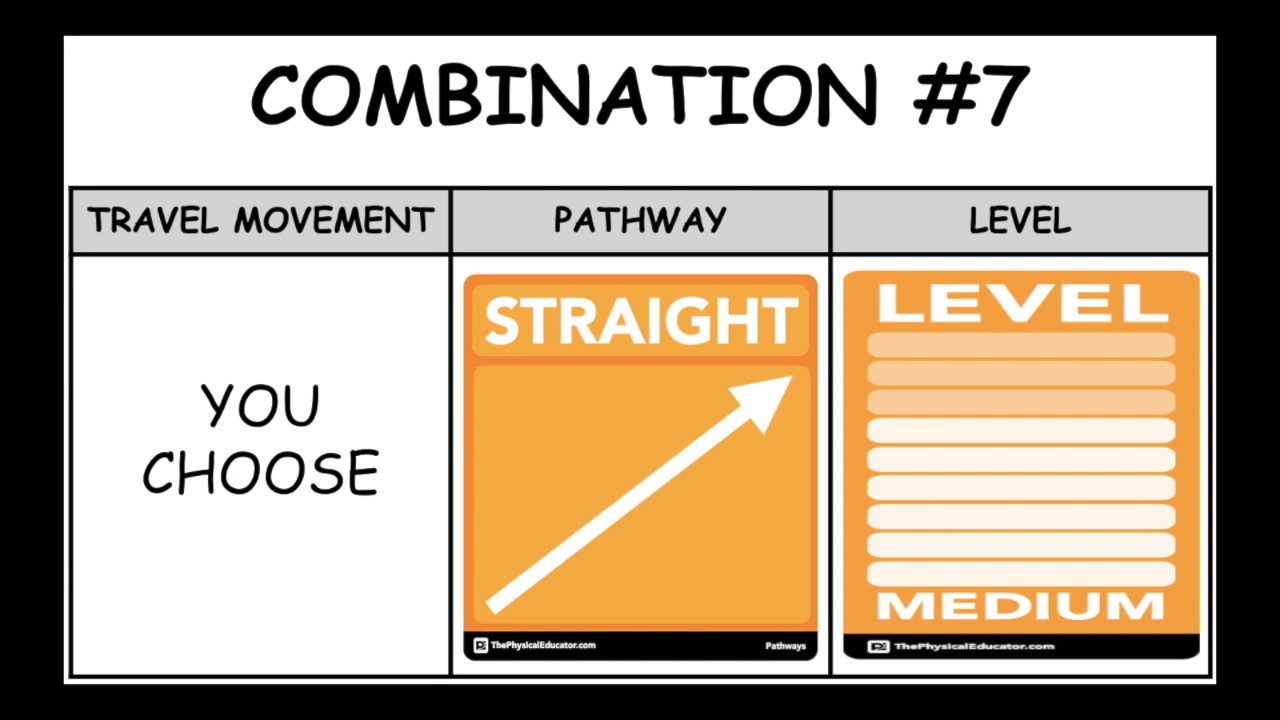 COMBINATION #7
TRAVEL MOVEMENT
PATHWAY
LEVEL
YOU
CHOOSE
STRAIGHT
ThePhysicalEducator.com
Pathways
LEVEL
MEDIUM
ThePhysicalEducator.com